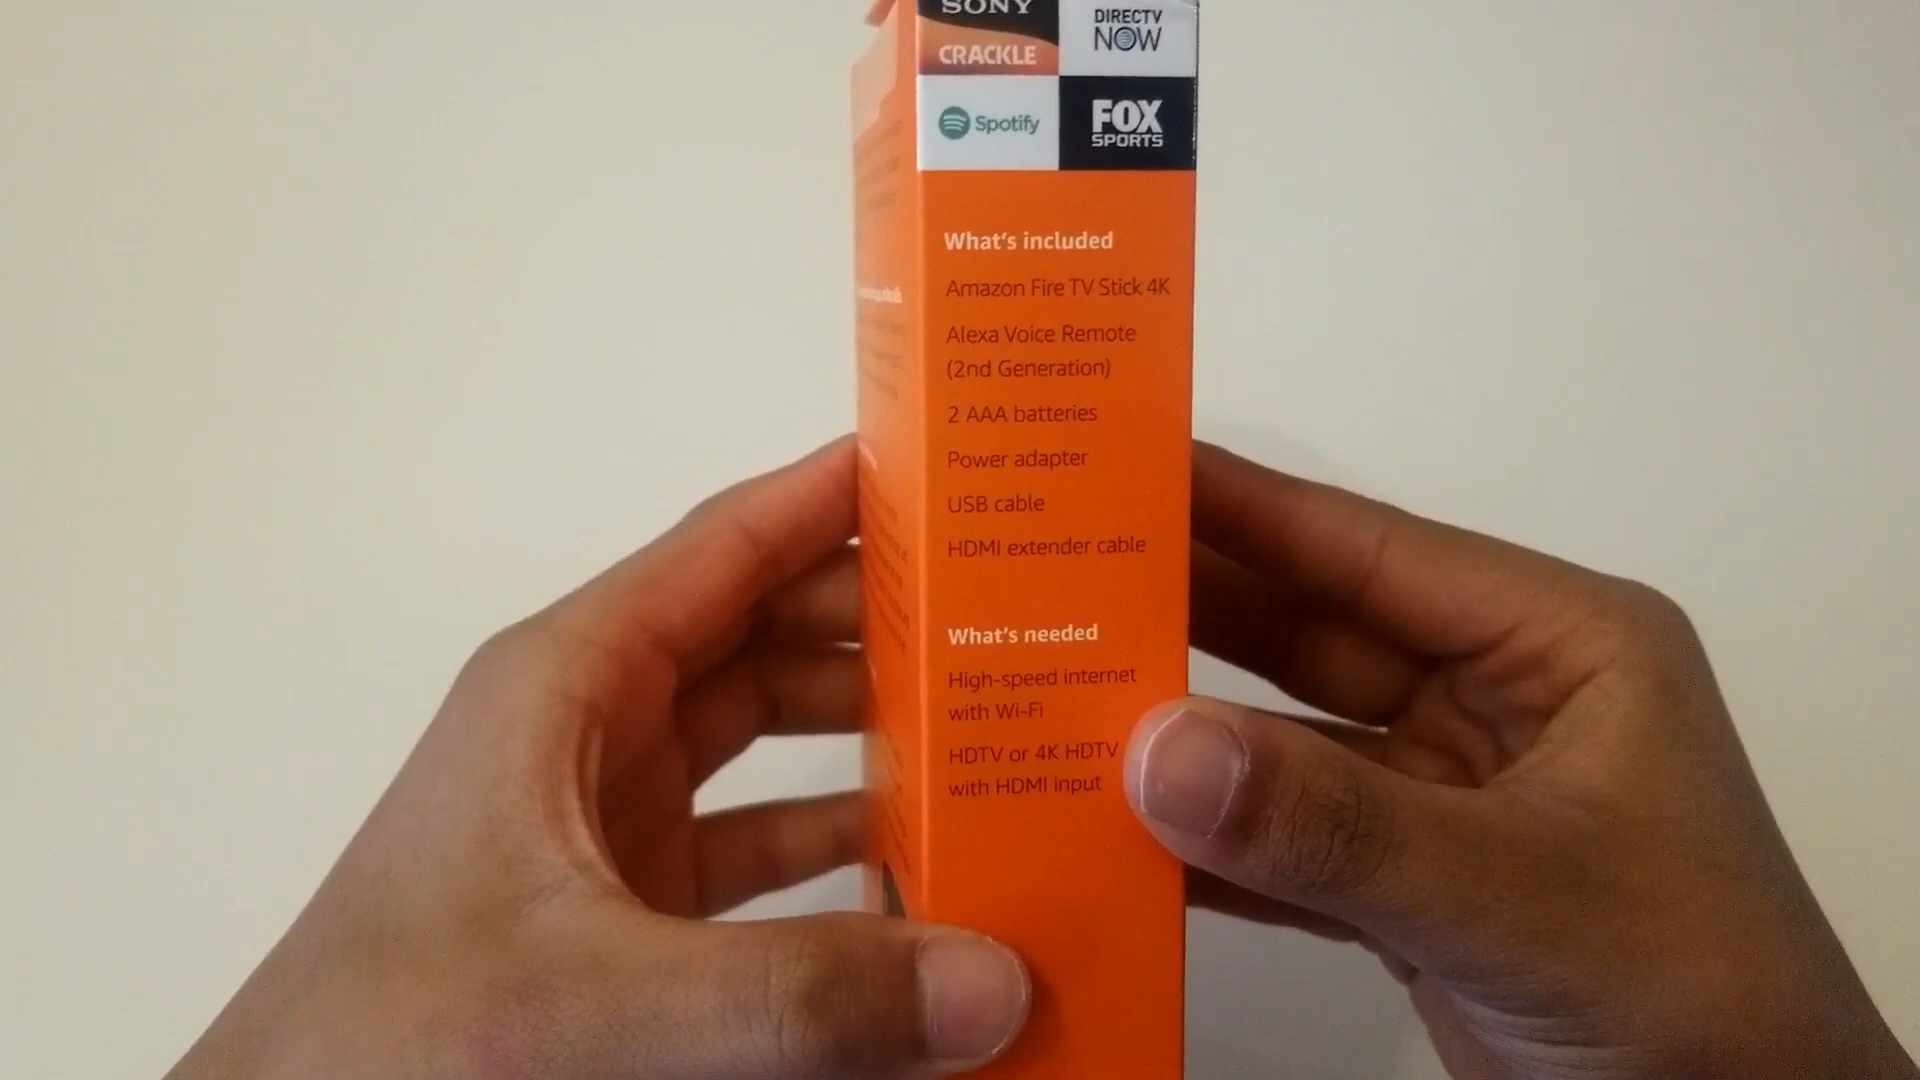 SONY
CRACKLE
DIRECTV
NOW
Spotify
FOX
SPORTS
What's included
Amazon Fire TV Stick 4K
Alexa Voice Remote
(2nd Generation)
2 AAA batteries
Power adapter
USB cable
HDMI extender cable
What's needed
High-speed internet
with Wi-Fi
HDTV or 4K HDTV
with HDMI input